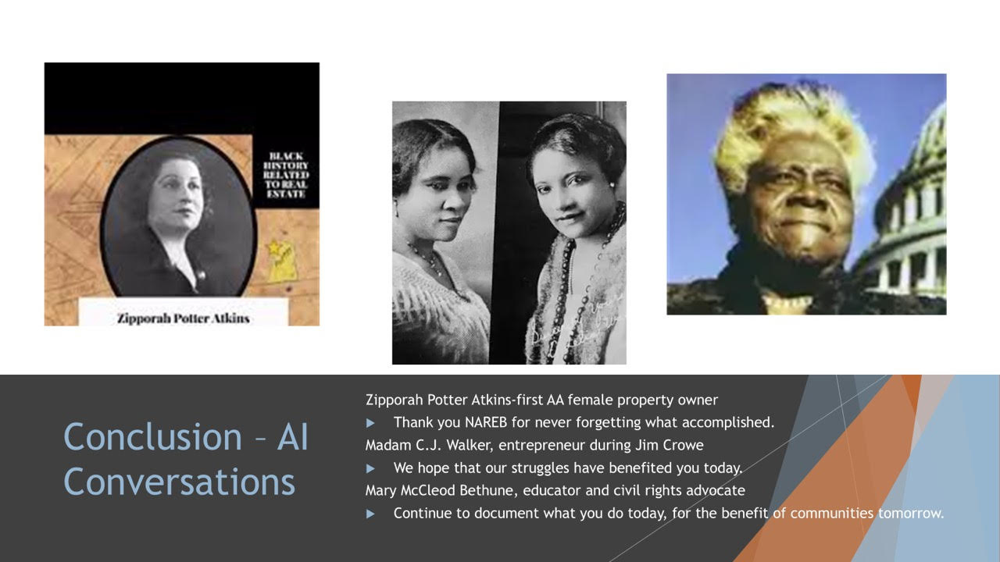 BLACK
HISTORY
RELATED
TO REAL
ESTATE
Zipporah Potter Atkins
Conclusion – AI
Conversations
Zipporah Potter Atkins-first AA female property owner
Thank you NAREB for never forgetting what accomplished.
Madam C.J. Walker, entrepreneur during Jim Crowe
We hope that our struggles have benefited you today.
Mary McCleod Bethune, educator and civil rights advocate
Continue to document what you do today, for the benefit of communities tomorrow.